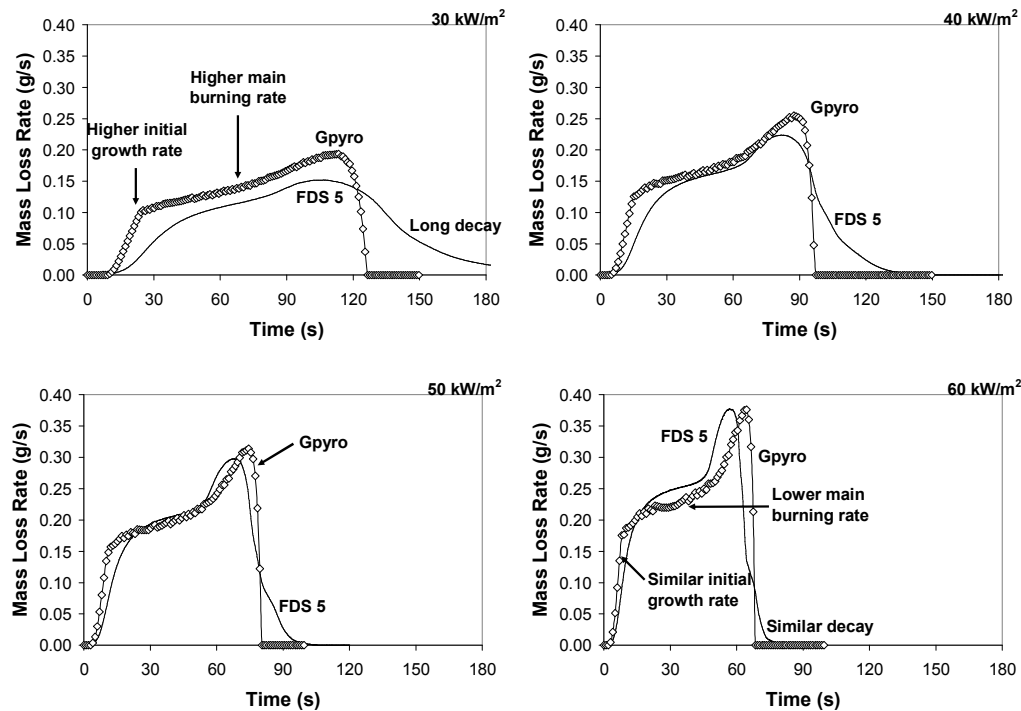 30 kW/m²
0.40
0.35
0.30
0.25
0.20
0.15
0.10
0.05
0.00
Mass Loss Rate (g/s)
Higher main
burning rate
Higher initial
growth rate
Gpyro
FDS 5
Long decay
0 30 60 90 120 150 180
Time (s)
40 kW/m²
0.40
0.35
0.30
0.25
0.20
0.15
0.10
0.05
0.00
Mass Loss Rate (g/s)
Gpyro
FDS 5
0 30 60 90 120 150 180
Time (s)
50 kW/m²
0.40
0.35
0.30
0.25
0.20
0.15
0.10
0.05
0.00
Mass Loss Rate (g/s)
Gpyro
FDS 5
0 30 60 90 120 150 180
Time (s)
60 kW/m²
0.40
0.35
0.30
0.25
0.20
0.15
0.10
0.05
0.00
Mass Loss Rate (g/s)
FDS 5
Gpyro
Lower main
burning rate
Similar initial
growth rate
Similar decay
0 30 60 90 120 150 180
Time (s)